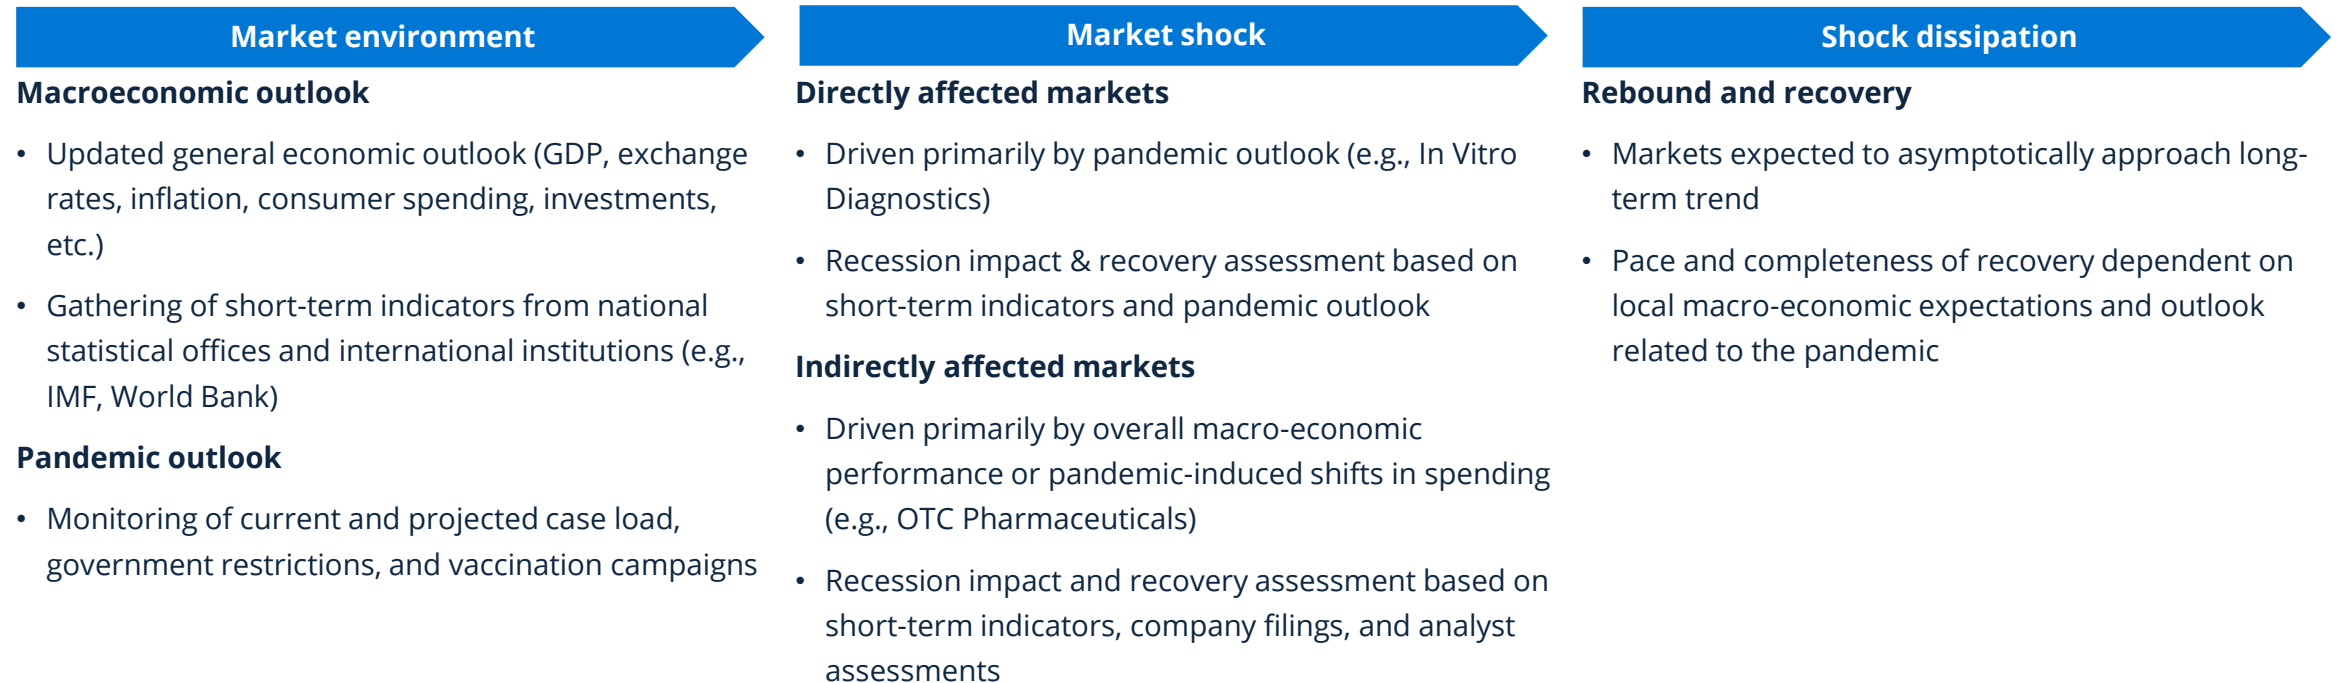 Market environment
Macroeconomic outlook
• Updated general economic outlook (GDP, exchange
rates, inflation, consumer spending, investments,
etc.)
• Gathering of short-term indicators from national
statistical offices and international institutions (e.g.,
IMF, World Bank)
Pandemic outlook
• Monitoring of current and projected case load,
government restrictions, and vaccination campaigns
Market shock
Directly affected markets
• Driven primarily by pandemic outlook (e.g., In Vitro
Diagnostics)
• Recession impact & recovery assessment based on
short-term indicators and pandemic outlook
Indirectly affected markets
• Driven primarily by overall macro-economic
performance or pandemic-induced shifts in spending
(e.g., OTC Pharmaceuticals)
• Recession impact and recovery assessment based on
short-term indicators, company filings, and analyst
assessments
Shock dissipation
Rebound and recovery
• Markets expected to asymptotically approach long-
term trend
• Pace and completeness of recovery dependent on
local macro-economic expectations and outlook
related to the pandemic